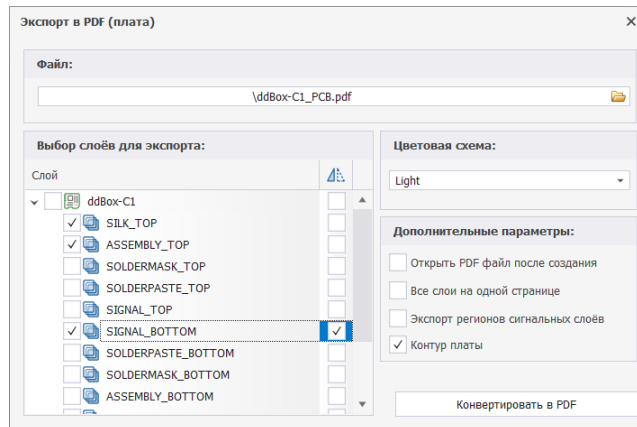 Экспорт в PDF (плата)
Файл:
\ddBox-C1_PCB.pdf
Выбор слоёв для экспорта:
Слой
ddBox-C1
SILK_TOP
ASSEMBLY_TOP
SOLDERMASK_TOP
SOLDERPASTE_TOP
SIGNAL_TOP
SIGNAL_BOTTOM
SOLDERPASTE_BOTTOM
SOLDERMASK_BOTTOM
ASSEMBLY_BOTTOM
Цветовая схема:
Light
Дополнительные параметры:
Открыть PDF файл после создания
Все слои на одной странице
Экспорт регионов сигнальных слоёв
Контур платы
Конвертировать в PDF